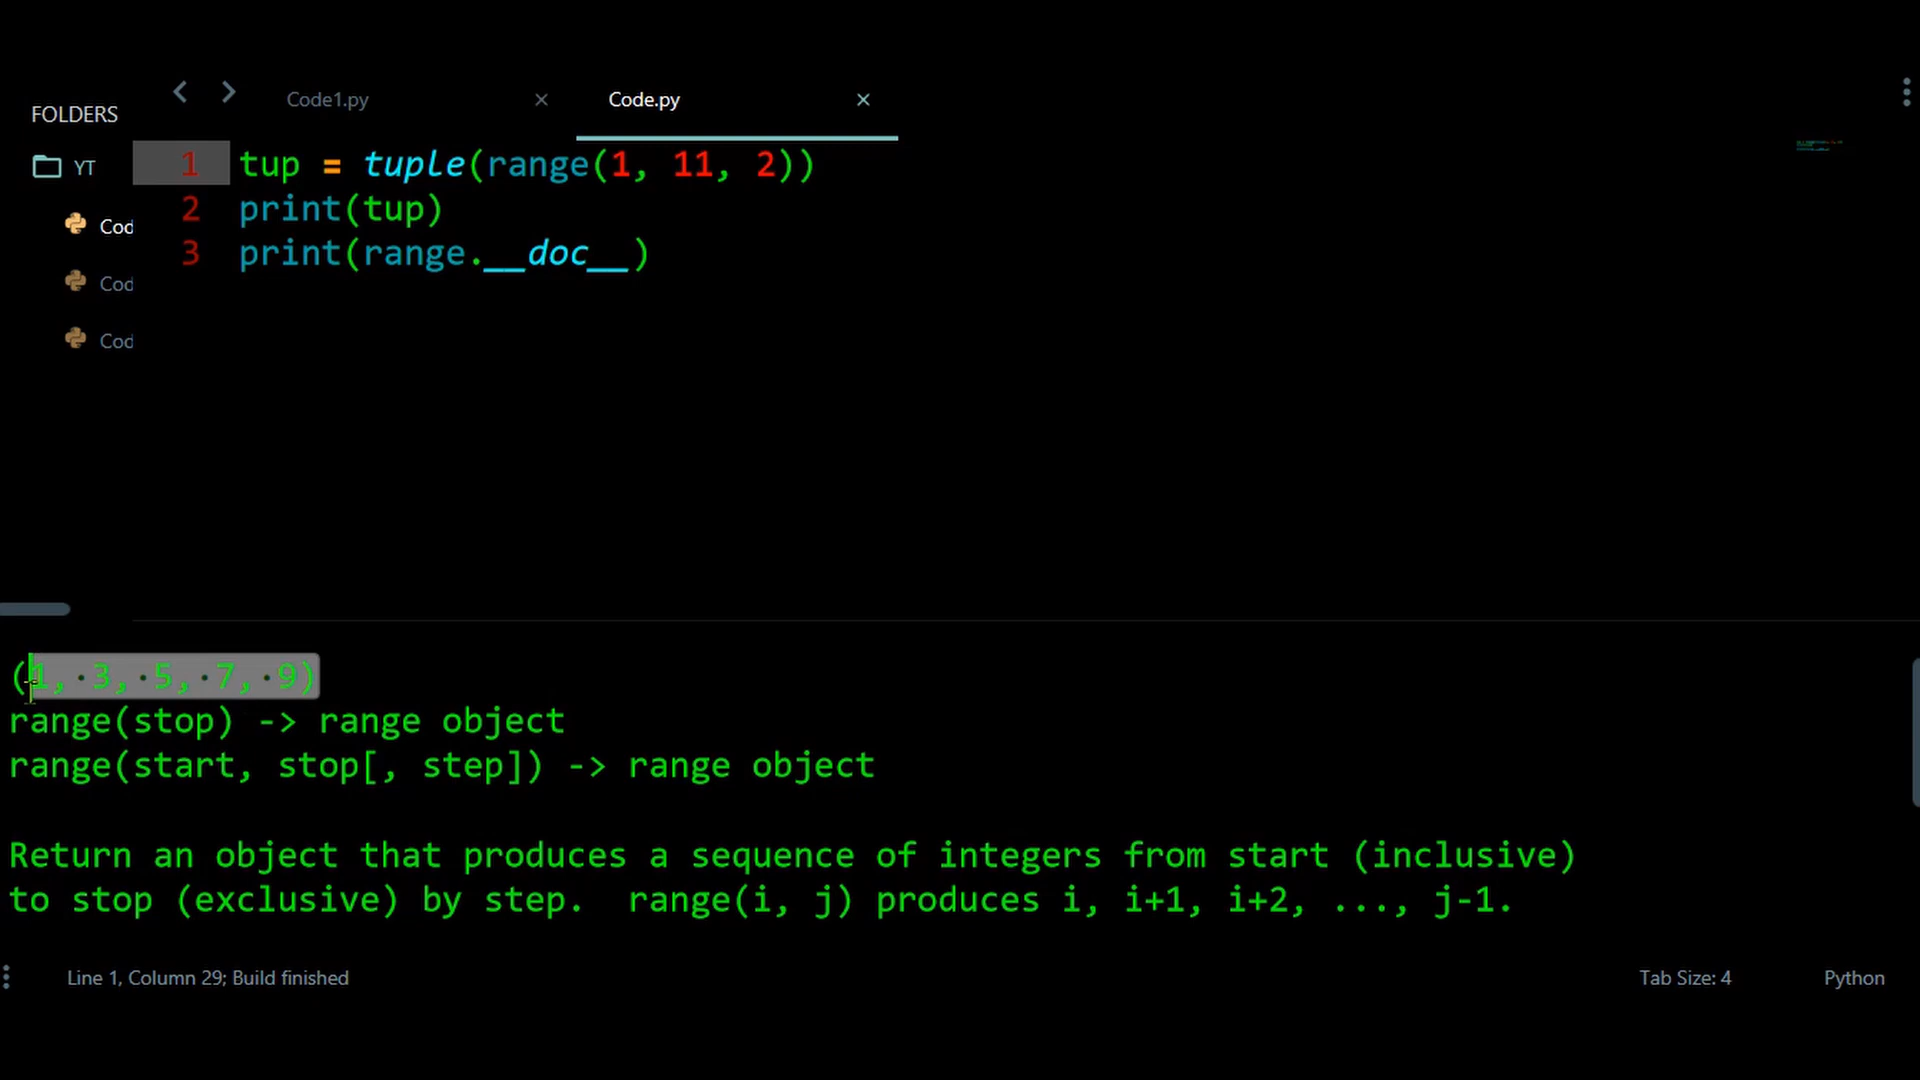 FOLDERS
YT
Cod
Cod
Cod
Code1.py
Code.py
1 tup = tuple(range(1, 11, 2))
2 print(tup)
3 print(range.__doc__)
(1, 3, 5, 7, 9)
range(stop) -> range object
range(start, stop[, step]) -> range object
Return an object that produces a sequence of integers from start (inclusive)
to stop (exclusive) by step.  range(i, j) produces i, i+1, i+2, ..., j-1.
Line 1, Column 29; Build finished
Tab Size: 4
Python